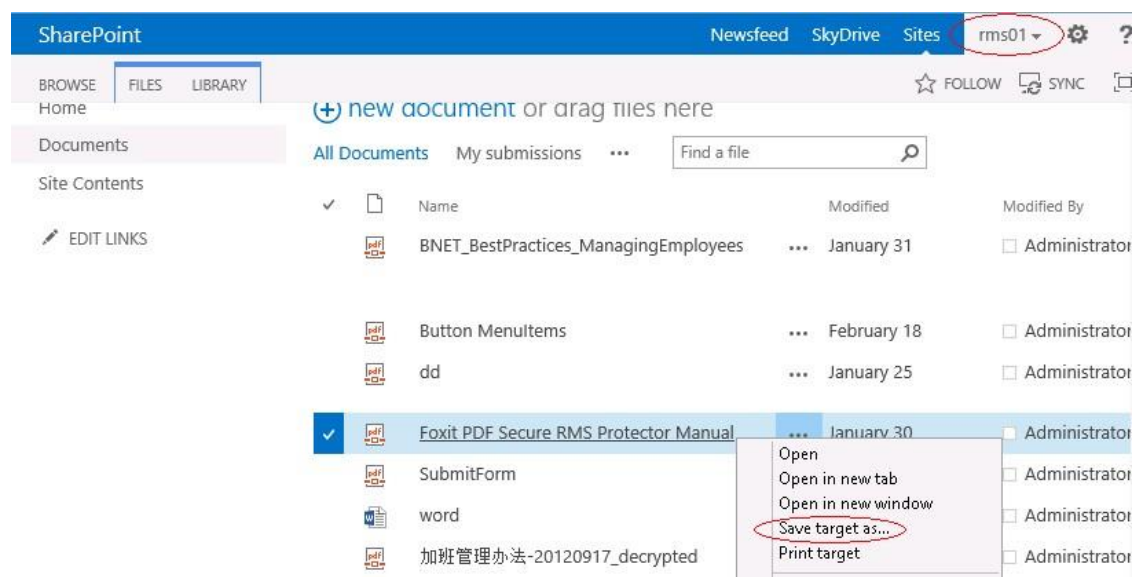 SharePoint Newsfeed SkyDrive Sites rms01 ?
BROWSE FILES LIBRARY FOLLOW SYNC
Home
new document or drag files here
Documents
All Documents My submissions ... Find a file
Site Contents
Name Modified Modified By
EDIT LINKS
BNET_BestPractices_ManagingEmployees ... January 31 Administrator
Button MenuItems ... February 18 Administrator
dd ... January 25 Administrator
Foxit PDF Secure RMS Protector Manual ... January 30 Administrator
Open
SubmitForm Open in new tab Administrator
Open in new window
word Save target as... Administrator
Print target
加班管理办法-20120917_decrypted Administrator